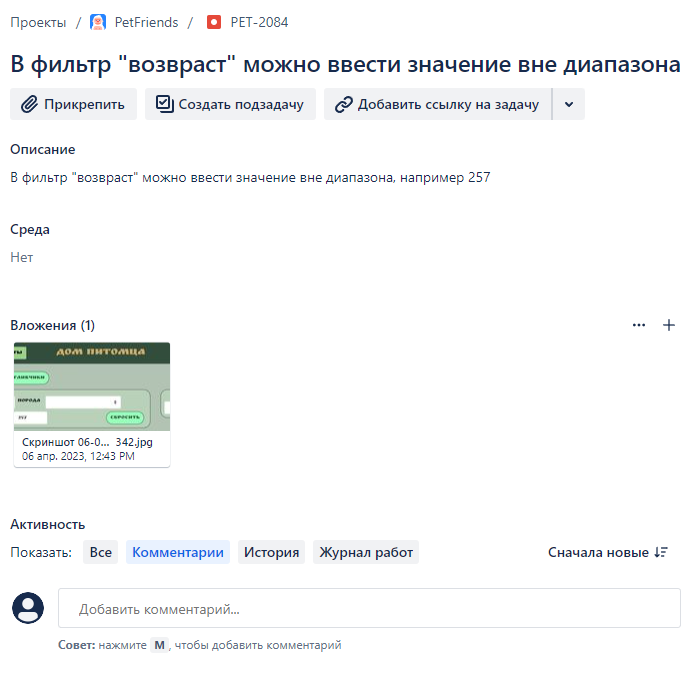 Проекты / PetFriends / PET-2084
В фильтр "возвраст" можно ввести значение вне диапазона
Прикрепить Создать подзадачу Добавить ссылку на задачу
Описание
В фильтр "возвраст" можно ввести значение вне диапазона, например 257
Среда
Нет
Вложения (1)
ДОМ ПИТОМЦА
ПОРОДА
СБРОСИТЬ
Скриншот 06-0... 342.jpg
06 апр. 2023, 12:43 PM
Активность
Показать: Все Комментарии История Журнал работ Сначала новые
Добавить комментарий...
Совет: нажмите M , чтобы добавить комментарий